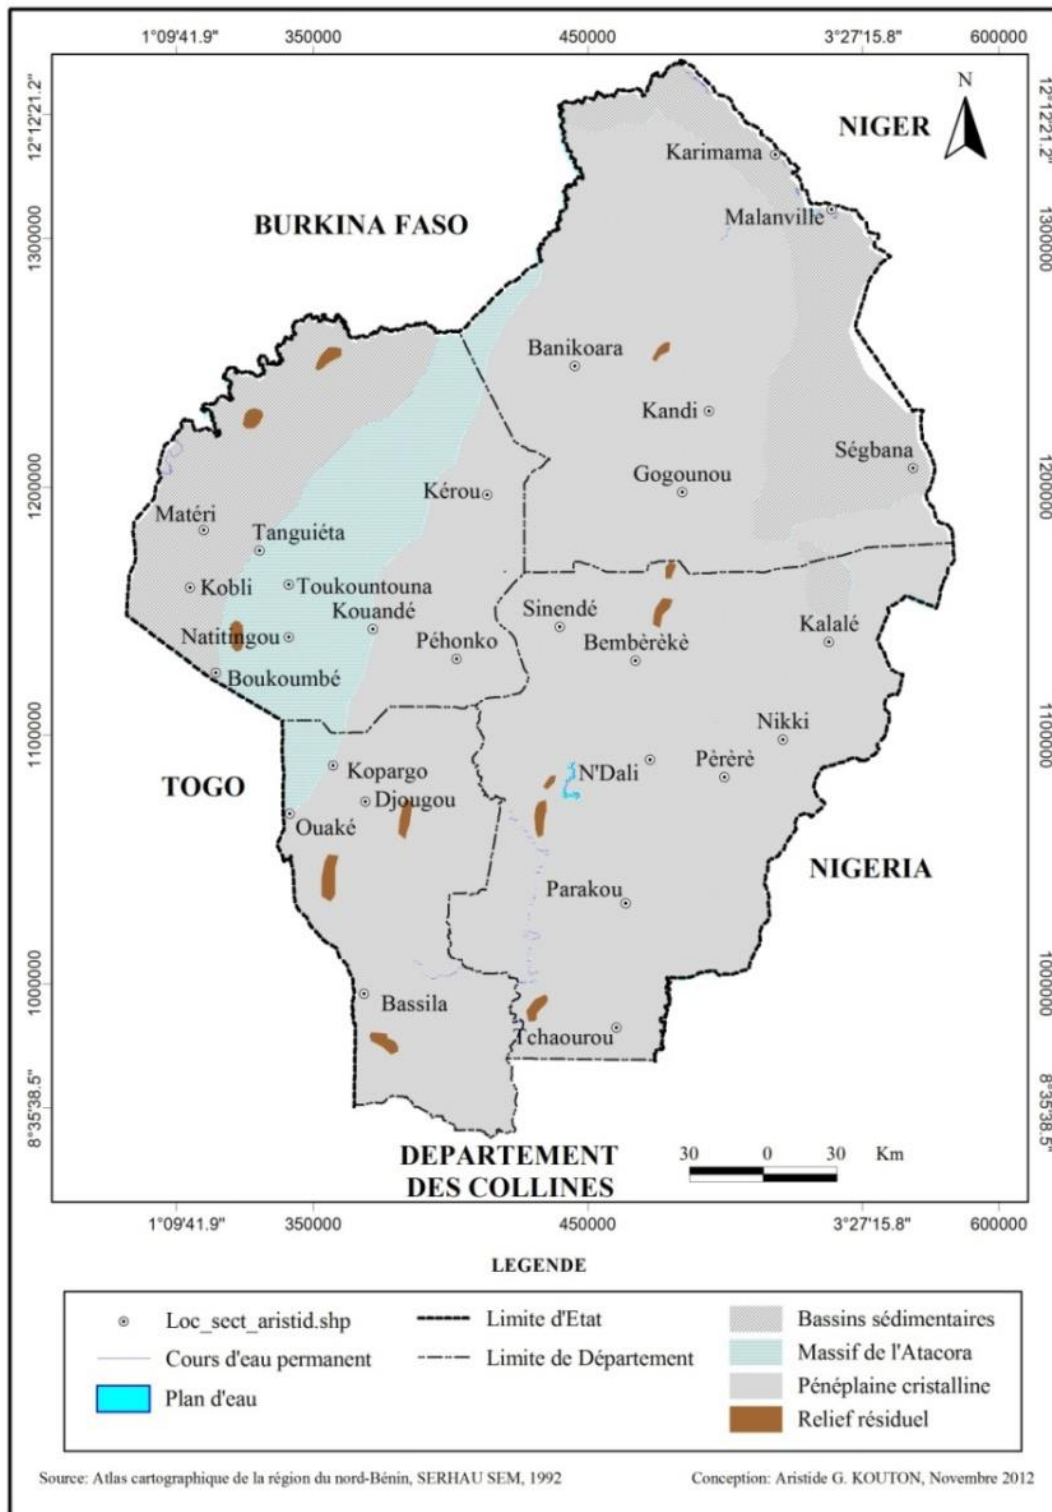 1°09'41.9" 350000 450000 3°27'15.8" 600000
12°12'21.2" 12°12'21.2"
N
NIGER
Karimama
Malanville
BURKINA FASO
1300000 1300000
Banikoara
Kandi
Ségbana
Gogounou
Kérou
1200000 1200000
Matéri
Tanguiéta
Kobli
Toukountouna
Kouandé
Sinendé
Kalalé
Natitingou
Péhonko
Bembèrèkè
Boukoumbé
Nikki
1100000 1100000
N'Dali
Pèrèrè
TOGO
Kopargo
Djougou
Ouaké
NIGERIA
Parakou
1000000 1000000
Bassila
Tchaourou
8°35'38.5" 8°35'38.5"
DEPARTEMENT
DES COLLINES
30 0 30 Km
1°09'41.9" 350000 450000 3°27'15.8" 600000
LEGENDE
Loc_sect_aristid.shp
Cours d'eau permanent
Plan d'eau
Limite d'Etat
Limite de Département
Bassins sédimentaires
Massif de l'Atacora
Pénéplaine cristalline
Relief résiduel
Source: Atlas cartographique de la région du nord-Bénin, SERHAU SEM, 1992
Conception: Aristide G. KOUTON, Novembre 2012